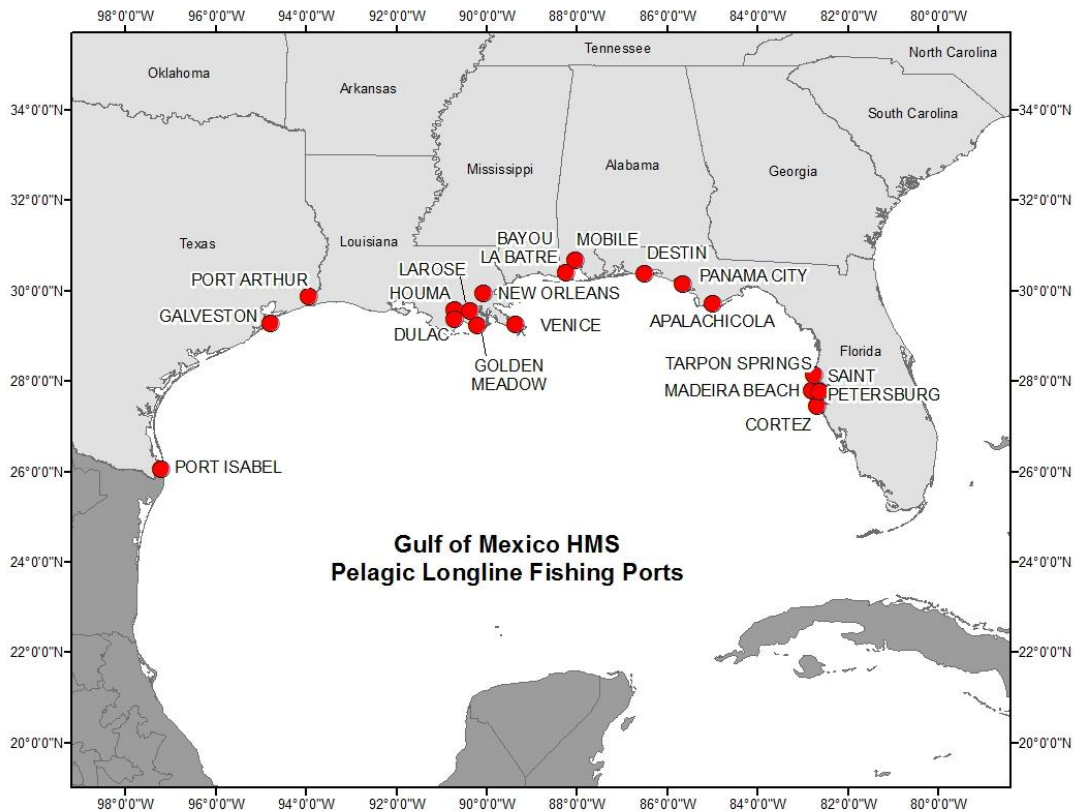 98°0'0"W 96°0'0"W 94°0'0"W 92°0'0"W 90°0'0"W 88°0'0"W 86°0'0"W 84°0'0"W 82°0'0"W 80°0'0"W
Tennessee
North Carolina
Oklahoma
Arkansas
34°0'0"N
34°0'0"N
South Carolina
Mississippi
Alabama
Georgia
32°0'0"N
32°0'0"N
Texas
Louisiana
BAYOU
LA BATRE
MOBILE
DESTIN
PORT ARTHUR
LAROSE
PANAMA CITY
30°0'0"N
30°0'0"N
HOUMA
NEW ORLEANS
GALVESTON
VENICE
APALACHICOLA
DULAC
GOLDEN
MEADOW
Florida
TARPON SPRINGS
SAINT
PETERSBURG
28°0'0"N
28°0'0"N
MADEIRA BEACH
CORTEZ
PORT ISABEL
26°0'0"N
26°0'0"N
Gulf of Mexico HMS
Pelagic Longline Fishing Ports
24°0'0"N
24°0'0"N
22°0'0"N
22°0'0"N
20°0'0"N
20°0'0"N
98°0'0"W 96°0'0"W 94°0'0"W 92°0'0"W 90°0'0"W 88°0'0"W 86°0'0"W 84°0'0"W 82°0'0"W 80°0'0"W